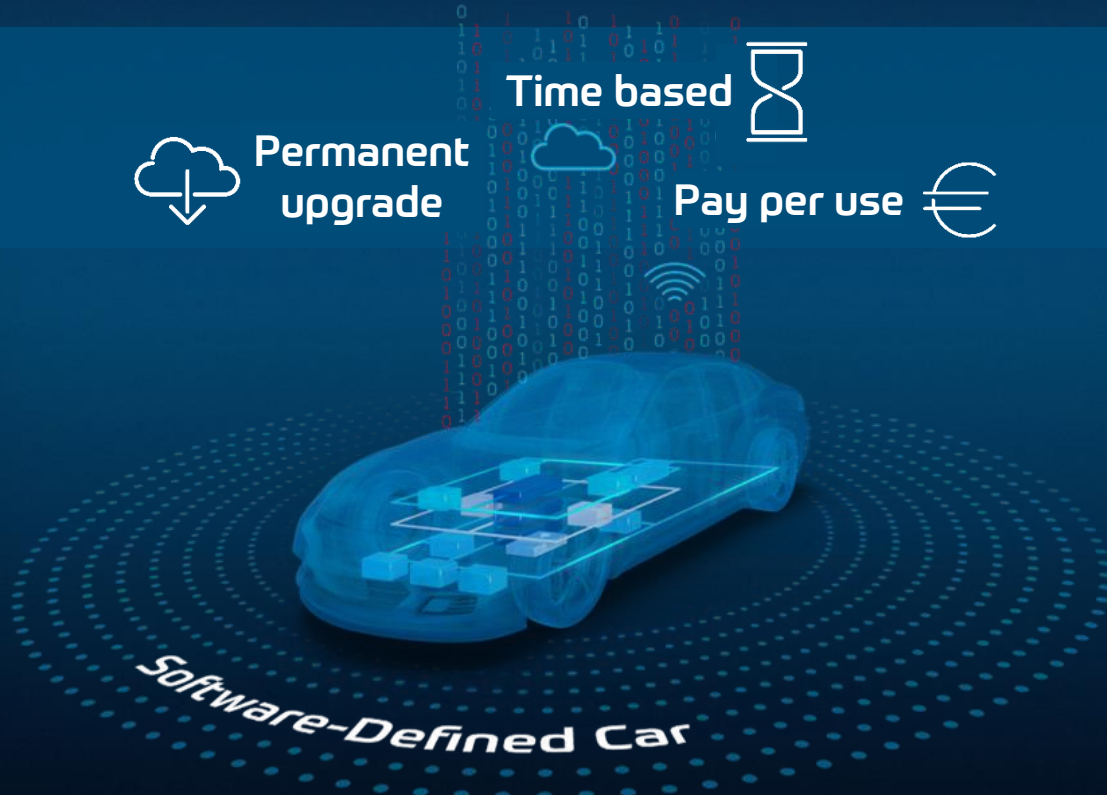 Time based
Permanent
upgrade
Pay per use
Software-Defined Car